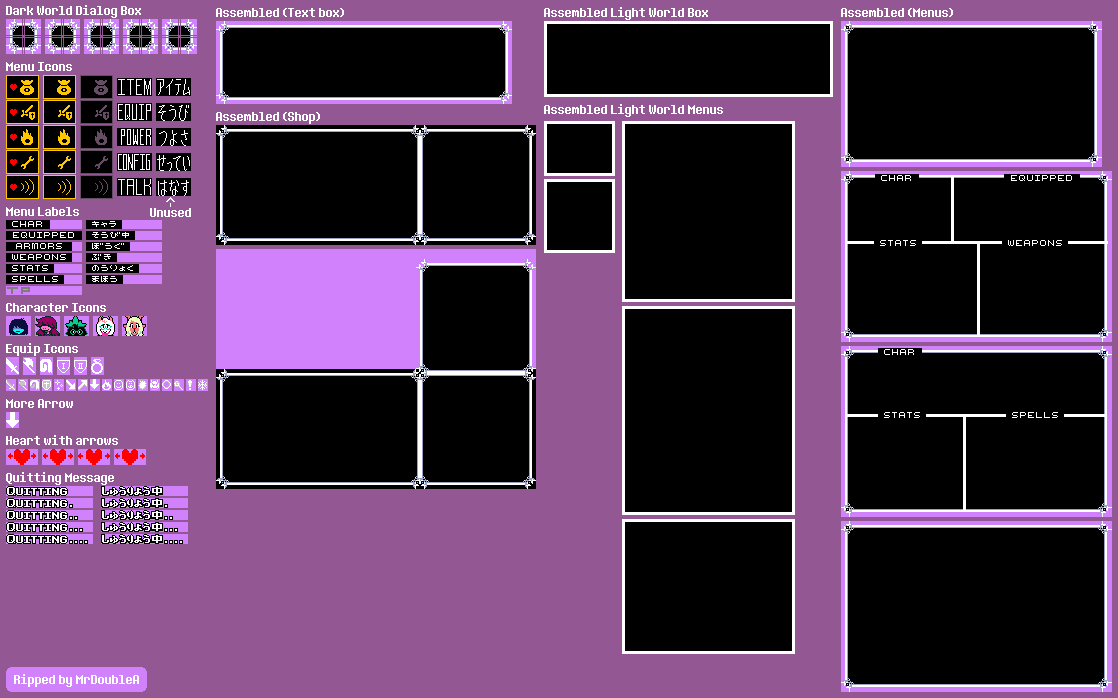 Dark World Dialog Box
Menu Icons
ITEM アイテム
EQUIP そうび
POWER つよさ
CONFIG せってい
TALK はなす
Unused
Menu Labels
CHAR キャラ
EQUIPPED そうび中
ARMORS ぼうぐ
WEAPONS ぶき
STATS のうりょく
SPELLS まほう
TP
Character Icons
Equip Icons
More Arrow
Heart with arrows
Quitting Message
QUITTING しゅうりょう中
QUITTING. しゅうりょう中.
QUITTING.. しゅうりょう中..
QUITTING... しゅうりょう中...
QUITTING.... しゅうりょう中....
Ripped by MrDoubleA
Assembled (Text box)
Assembled (Shop)
Assembled Light World Box
Assembled Light World Menus
Assembled (Menus)
CHAR EQUIPPED
STATS WEAPONS
CHAR
STATS SPELLS